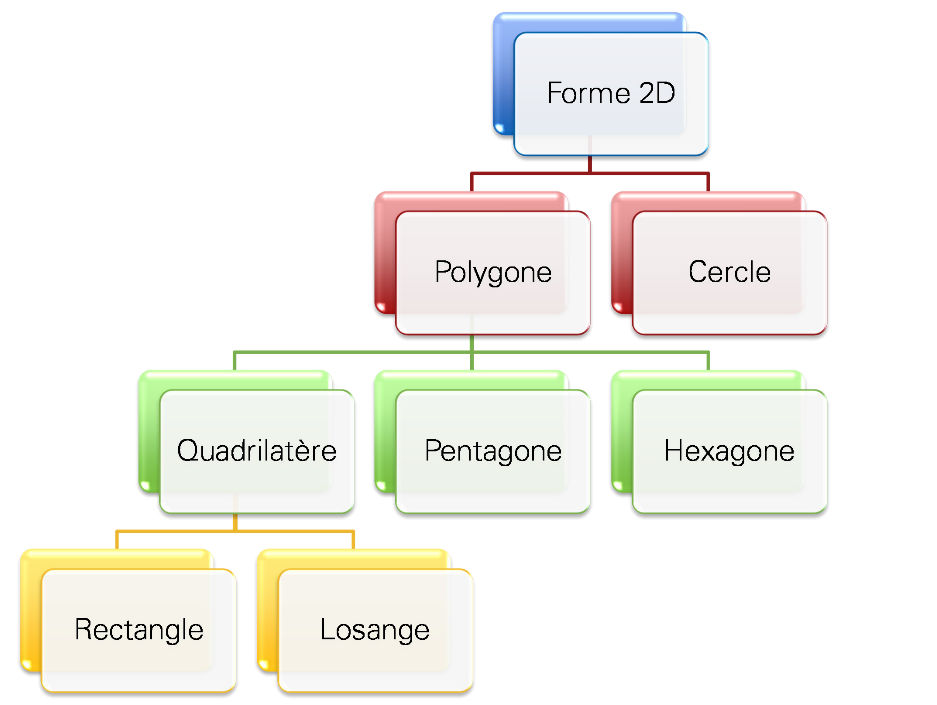 Forme 2D
Polygone
Cercle
Quadrilatère
Pentagone
Hexagone
Rectangle
Losange